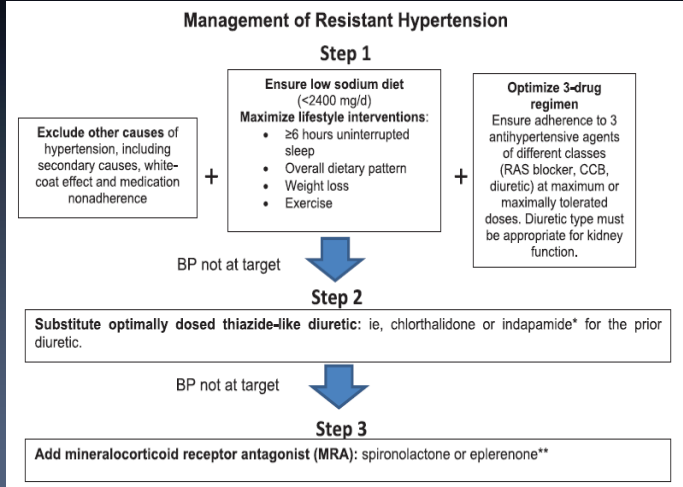 Management of Resistant Hypertension
Step 1
Exclude other causes of
hypertension, including
secondary causes, white-
coat effect and medication
nonadherence
+
Ensure low sodium diet
(<2400 mg/d)
Maximize lifestyle interventions:
• ≥6 hours uninterrupted
sleep
• Overall dietary pattern
• Weight loss
• Exercise
+
Optimize 3-drug
regimen
Ensure adherence to 3
antihypertensive agents
of different classes
(RAS blocker, CCB,
diuretic) at maximum or
maximally tolerated
doses. Diuretic type must
be appropriate for kidney
function.
BP not at target
Step 2
Substitute optimally dosed thiazide-like diuretic: ie, chlorthalidone or indapamide* for the prior
diuretic.
BP not at target
Step 3
Add mineralocorticoid receptor antagonist (MRA): spironolactone or eplerenone**